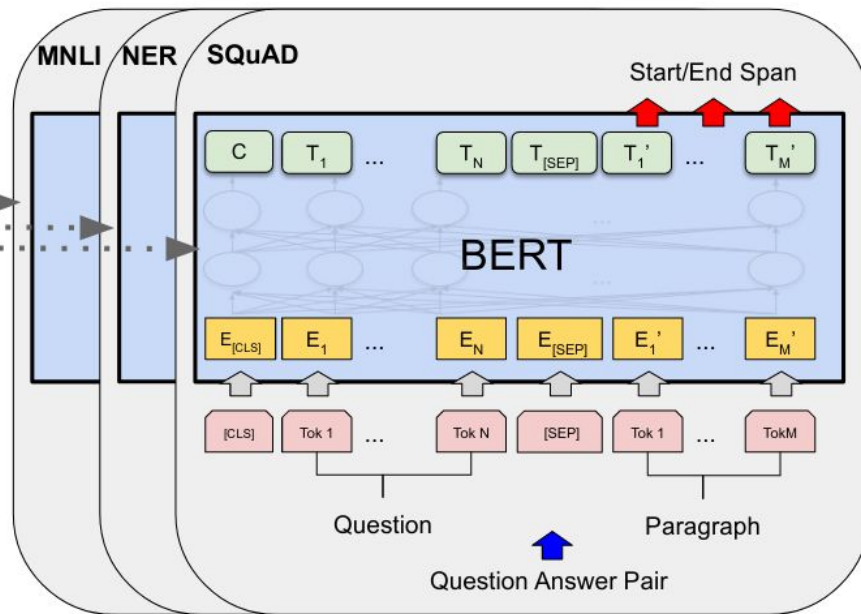 MNLI NER SQuAD
Start/End Span
C T1 ... TN T[SEP] T1' ... TM'
...
BERT
...
E[CLS] E1 ... EN E[SEP] E1' ... EM'
[CLS] Tok 1 ... Tok N [SEP] Tok 1 ... TokM
Question Paragraph
Question Answer Pair